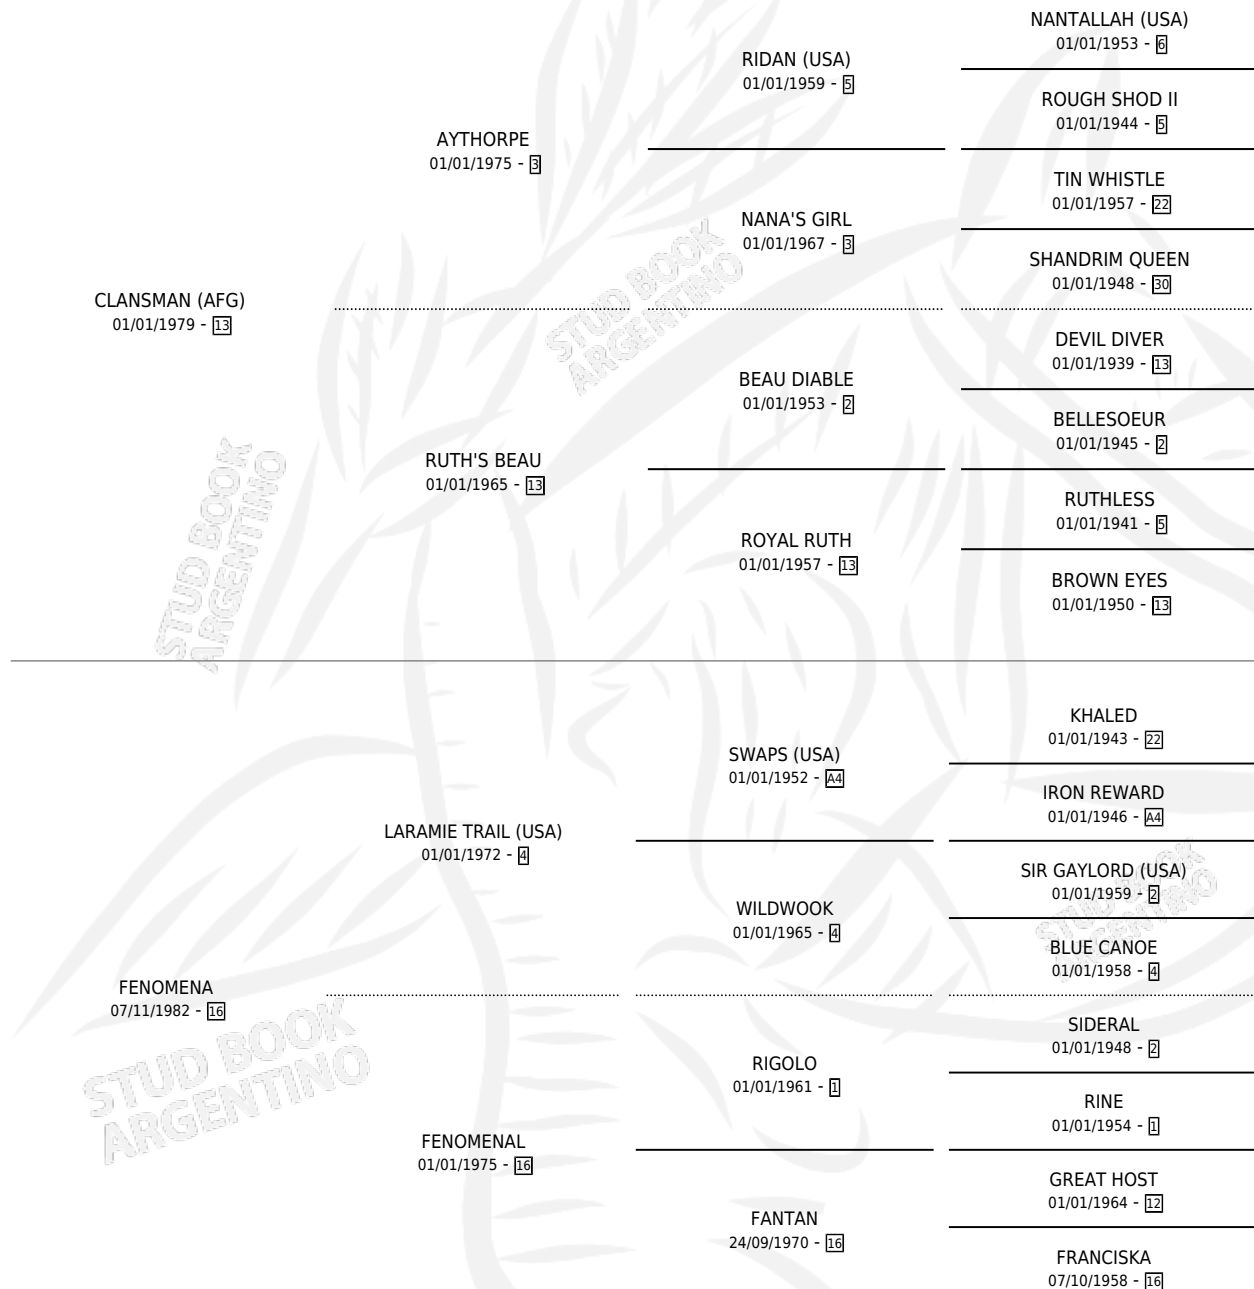 NANTALLAH (USA)
01/01/1953 - 6
RIDAN (USA)
01/01/1959 - 5
ROUGH SHOD II
01/01/1944 - 5
AYTHORPE
01/01/1975 - 3
TIN WHISTLE
01/01/1957 - 22
NANA'S GIRL
01/01/1967 - 3
SHANDRIM QUEEN
01/01/1948 - 30
CLANSMAN (AFG)
01/01/1979 - 13
DEVIL DIVER
01/01/1939 - 13
BEAU DIABLE
01/01/1953 - 2
BELLESOEUR
01/01/1945 - 2
RUTH'S BEAU
01/01/1965 - 13
RUTHLESS
01/01/1941 - 5
ROYAL RUTH
01/01/1957 - 13
BROWN EYES
01/01/1950 - 13
KHALED
01/01/1943 - 22
SWAPS (USA)
01/01/1952 - A4
IRON REWARD
01/01/1946 - A4
LARAMIE TRAIL (USA)
01/01/1972 - 4
SIR GAYLORD (USA)
01/01/1959 - 2
WILDWOOK
01/01/1965 - 4
BLUE CANOE
01/01/1958 - 4
FENOMENA
07/11/1982 - 16
SIDERAL
01/01/1948 - 2
RIGOLO
01/01/1961 - 1
RINE
01/01/1954 - 1
FENOMENAL
01/01/1975 - 16
GREAT HOST
01/01/1964 - 12
FANTAN
24/09/1970 - 16
FRANCISKA
07/10/1958 - 16
STUD BOOK
ARGENTINO
STUD BOOK
ARGENTINO
STUD BOOK
ARGENTINO
STUD BOOK
ARGENTINO